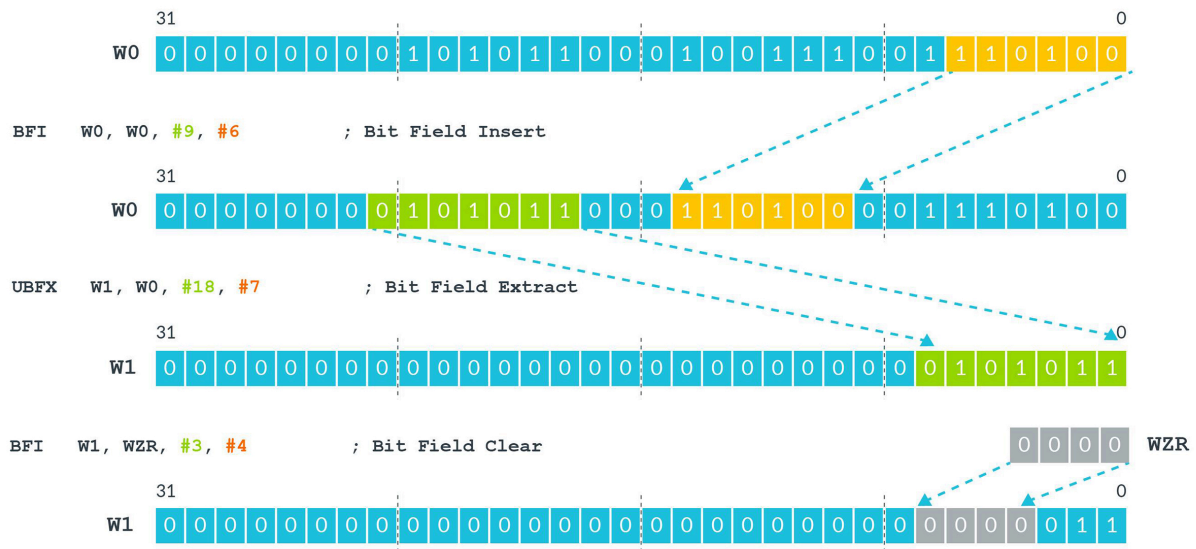 31 0
W0 0 0 0 0 0 0 0 0 1 0 1 0 1 1 0 0 0 1 0 0 1 1 1 0 0 1 1 1 0 1 0 0
BFI W0, W0, #9, #6 ; Bit Field Insert
31 0
W0 0 0 0 0 0 0 0 0 1 0 1 0 1 1 0 0 0 1 1 0 1 0 0 0 0 1 1 1 0 1 0 0
UBFX W1, W0, #18, #7 ; Bit Field Extract
31 0
W1 0 0 0 0 0 0 0 0 0 0 0 0 0 0 0 0 0 0 0 0 0 0 0 0 0 0 1 0 1 0 1 1
BFI W1, WZR, #3, #4 ; Bit Field Clear 0 0 0 0 WZR
31 0
W1 0 0 0 0 0 0 0 0 0 0 0 0 0 0 0 0 0 0 0 0 0 0 0 0 0 0 0 0 0 0 1 1